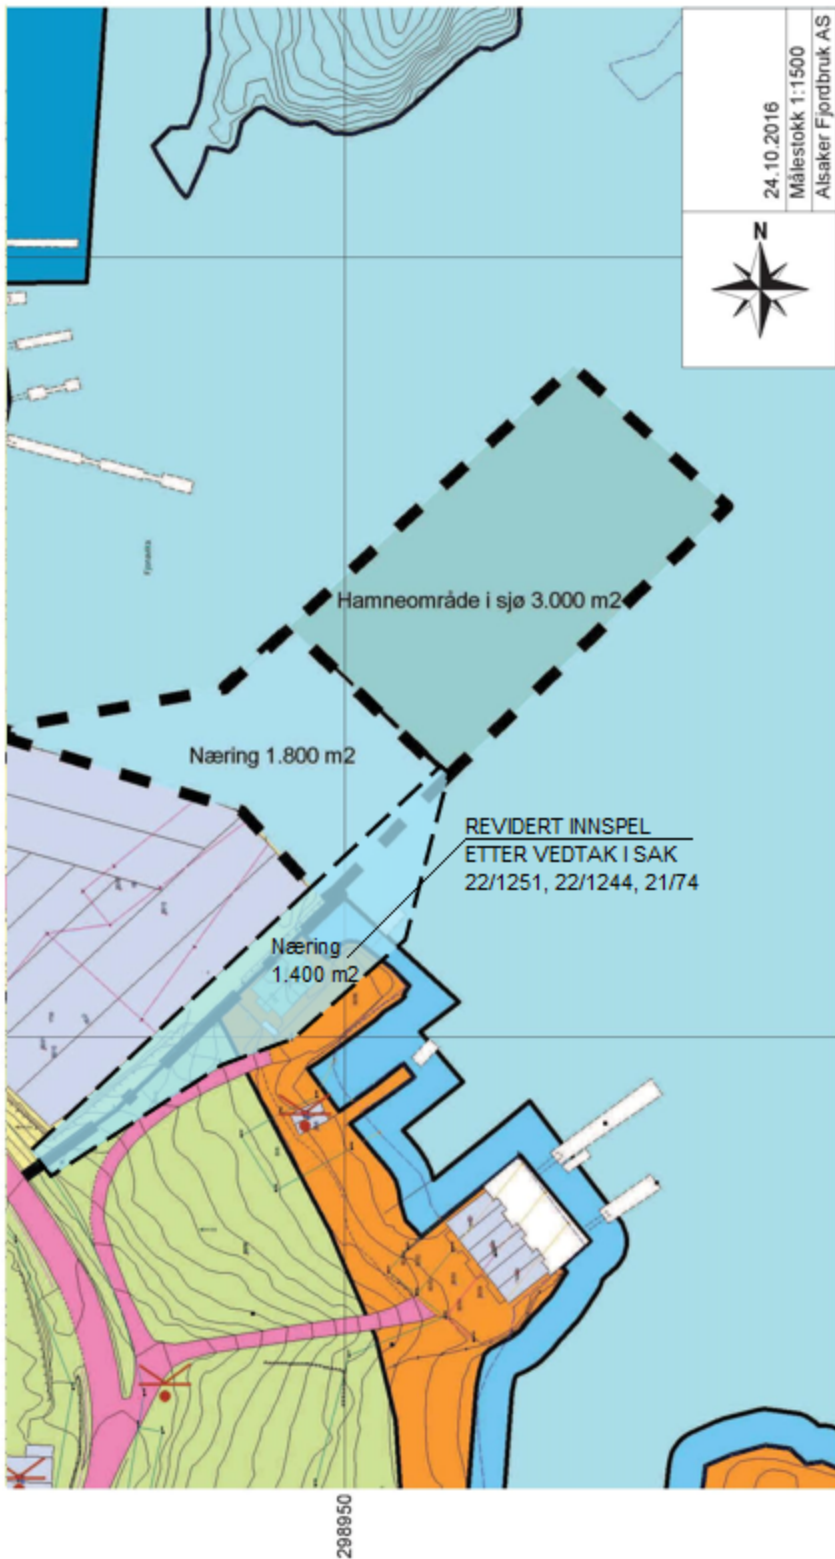 Fjonavika
Hamneområde i sjø 3.000 m2
Næring 1.800 m2
REVIDERT INNSPEL
ETTER VEDTAK I SAK
22/1251, 22/1244, 21/74
Næring
1.400 m2
K
K
K
298950
N
24.10.2016
Målestokk 1:1500
Alsaker Fjordbruk AS